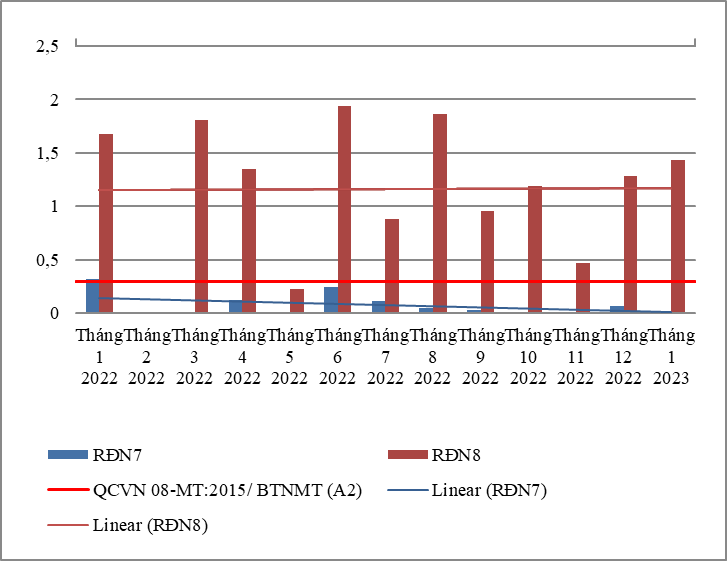 2,5
2
1,5
1
0,5
0
Tháng Tháng Tháng Tháng Tháng Tháng Tháng Tháng Tháng Tháng Tháng Tháng Tháng
1 2 3 4 5 6 7 8 9 10 11 12 1
2022 2022 2022 2022 2022 2022 2022 2022 2022 2022 2022 2022 2023
RĐN7 RĐN8
QCVN 08-MT:2015/ BTNMT (A2) Linear (RĐN7)
Linear (RĐN8)